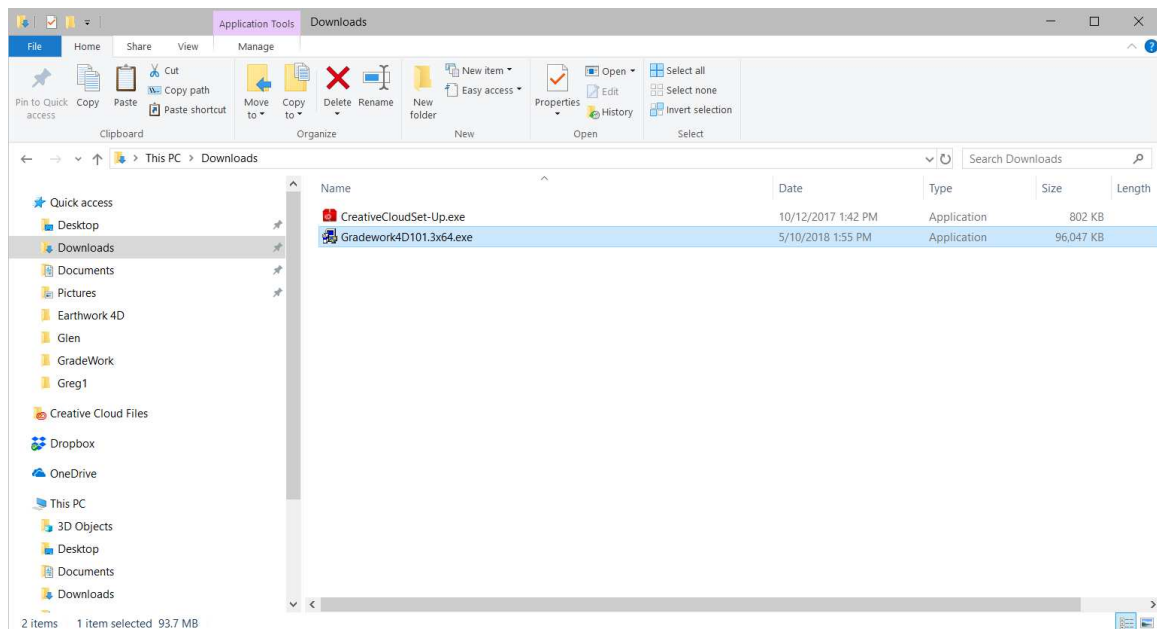 Application Tools Downloads
File Home Share View Manage
Pin to Quick access
Copy
Paste
Cut
Copy path
Paste shortcut
Clipboard
Move to
Copy to
Delete
Rename
Organize
New folder
New item
Easy access
New
Properties
Open
Edit
History
Open
Select all
Select none
Invert selection
Select
This PC > Downloads
Search Downloads
Name Date Type Size Length
CreativeCloudSet-Up.exe 10/12/2017 1:42 PM Application 802 KB
Gradework4D101.3x64.exe 5/10/2018 1:55 PM Application 96,047 KB
Quick access
Desktop
Downloads
Documents
Pictures
Earthwork 4D
Glen
GradeWork
Greg1
Creative Cloud Files
Dropbox
OneDrive
This PC
3D Objects
Desktop
Documents
Downloads
2 items 1 item selected 93.7 MB